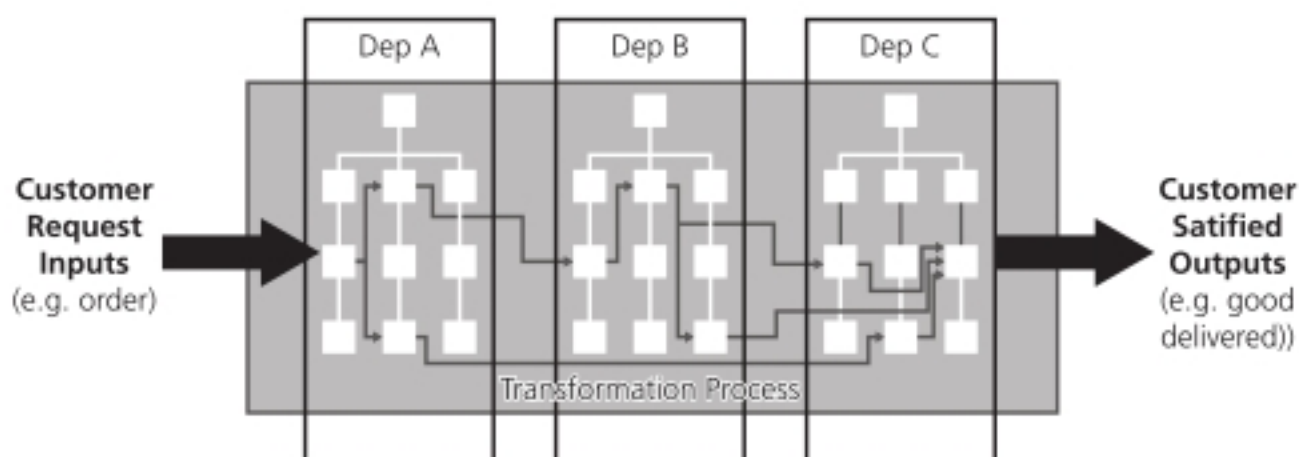 Dep A
Dep B
Dep C
Customer
Request
Inputs
(e.g. order)
Customer
Satified
Outputs
(e.g. good
delivered))
Transformation Process